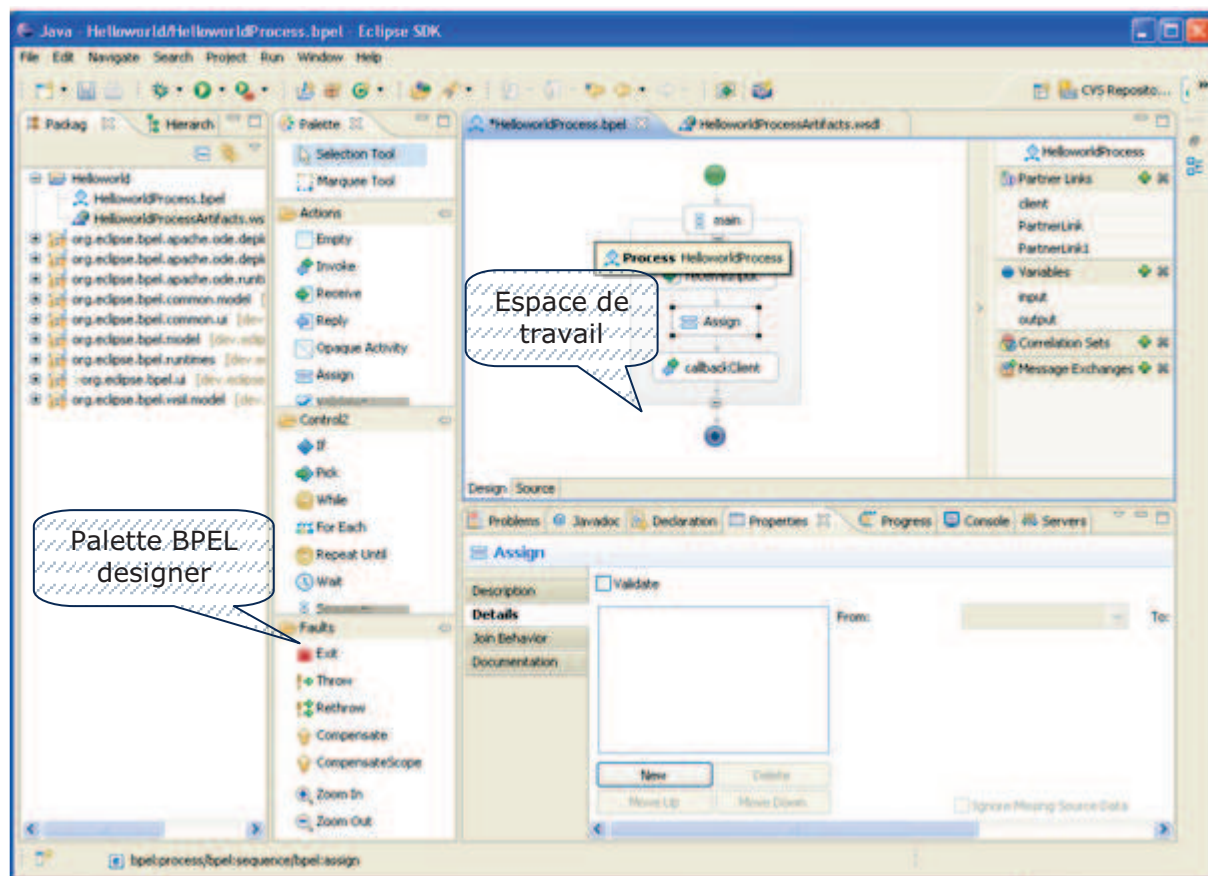 Java - Helloworld/HelloworldProcess.bpel - Eclipse SDK
File Edit Navigate Search Project Run Window Help
CVS Reposito...
Packag
Hierarch
Helloworld
HelloworldProcess.bpel
HelloworldProcessArtifacts.ws
org.eclipse.bpel.apache.ode.depl
org.eclipse.bpel.apache.ode.depl
org.eclipse.bpel.apache.ode.runti
org.eclipse.bpel.common.model
org.eclipse.bpel.common.ui [dev
org.eclipse.bpel.model [dev.eclip
org.eclipse.bpel.runtimes [dev.e
org.eclipse.bpel.ui [dev.eclipse
org.eclipse.bpel.wsil.model [dev.
Palette
Selection Tool
Marquee Tool
Actions
Empty
Invoke
Receive
Reply
Opaque Activity
Assign
Control2
If
Pick
While
For Each
Repeat Until
Wait
Faults
Exit
Throw
Rethrow
Compensate
CompensateScope
Zoom In
Zoom Out
Palette BPEL
designer
*HelloworldProcess.bpel
HelloworldProcessArtifacts.wsdl
main
Process HelloworldProcess
Assign
callbackClient
Espace de
travail
Design Source
HelloworldProcess
Partner Links
client
PartnerLink
PartnerLink1
Variables
input
output
Correlation Sets
Message Exchanges
Problems Javadoc Declaration Properties Progress Console Servers
Assign
Description
Details
Join Behavior
Documentation
Validate
From:
To:
New
Delete
Move Up
Move Down
Ignore Missing Source Data
bpel:process/bpel:sequence/bpel:assign